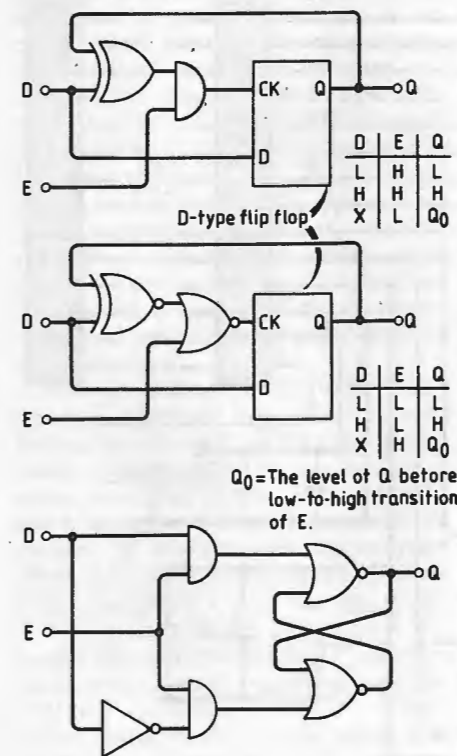 CK Q
D
Q
D
E
D E Q
L H L
H H H
X L Q0
D-type flip flop
CK Q
D
Q
D
E
D E Q
L L L
H L H
X H Q0
Q0=The level of Q before
low-to-high transition
of E.
D
E
Q